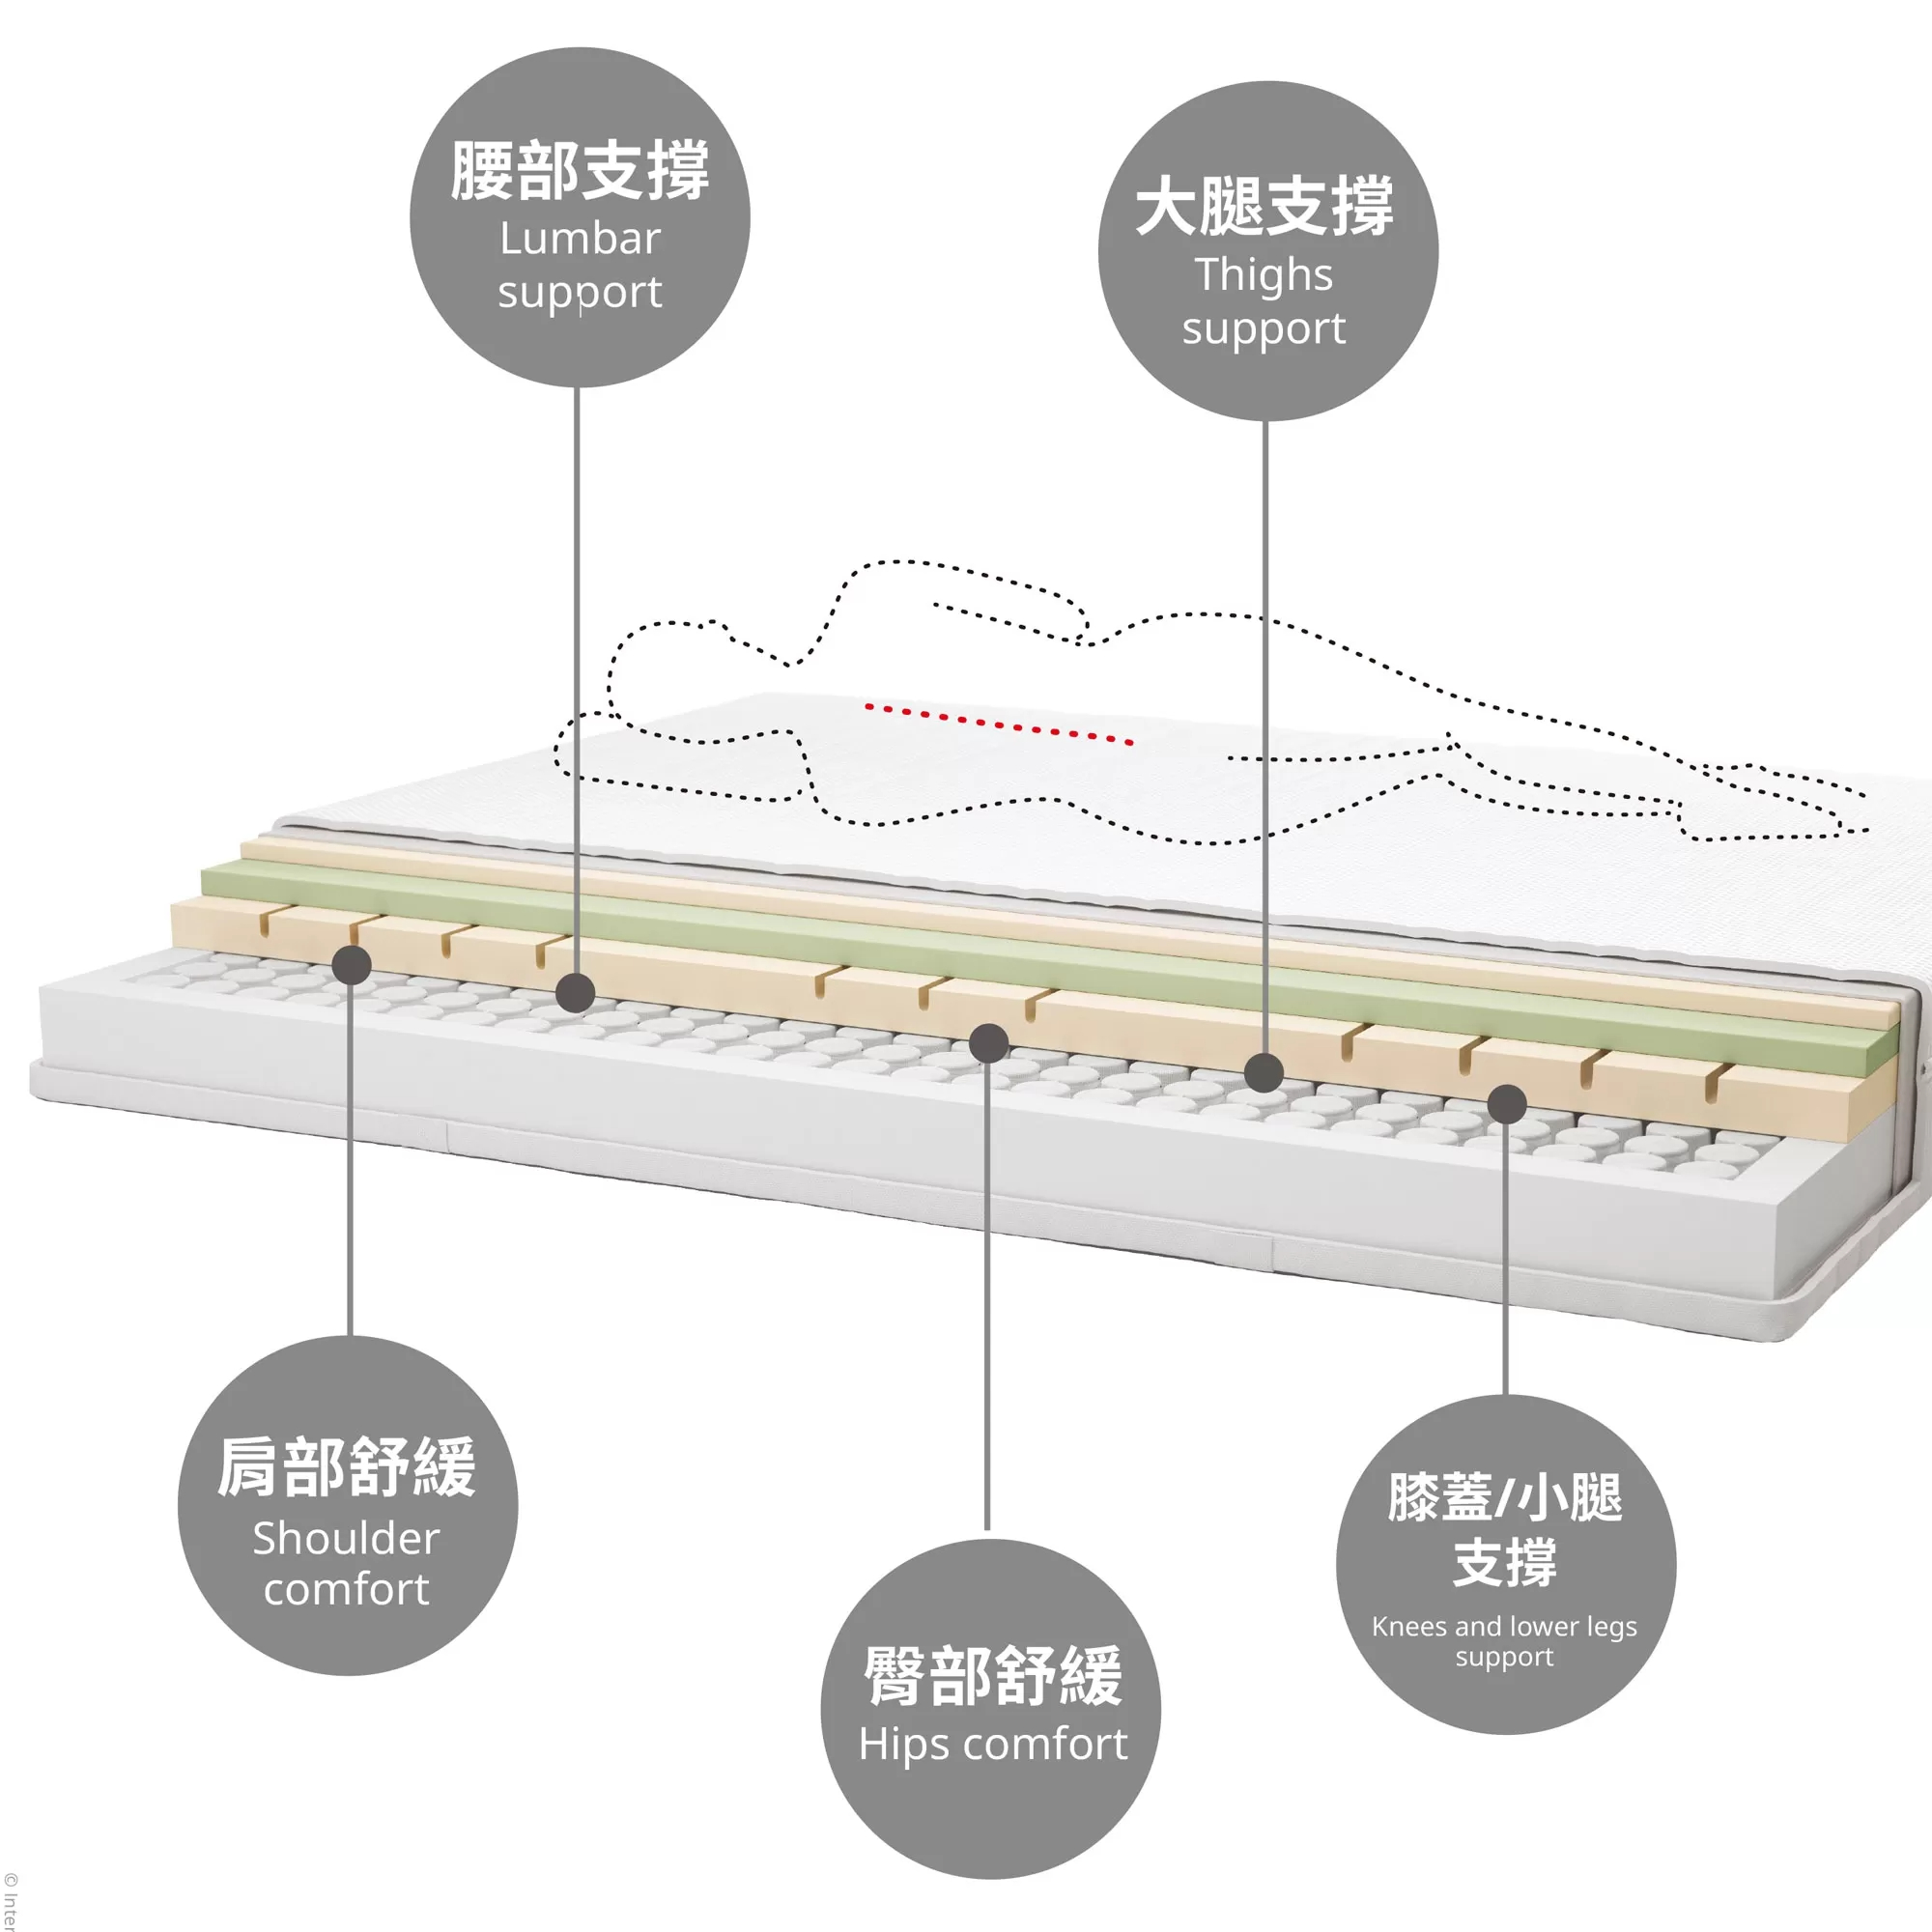 腰部支撐
Lumbar
support
大腿支撐
Thighs
support
肩部舒緩
Shoulder
comfort
臀部舒緩
Hips comfort
膝蓋/小腿
支撐
Knees and lower legs
support
© Inter